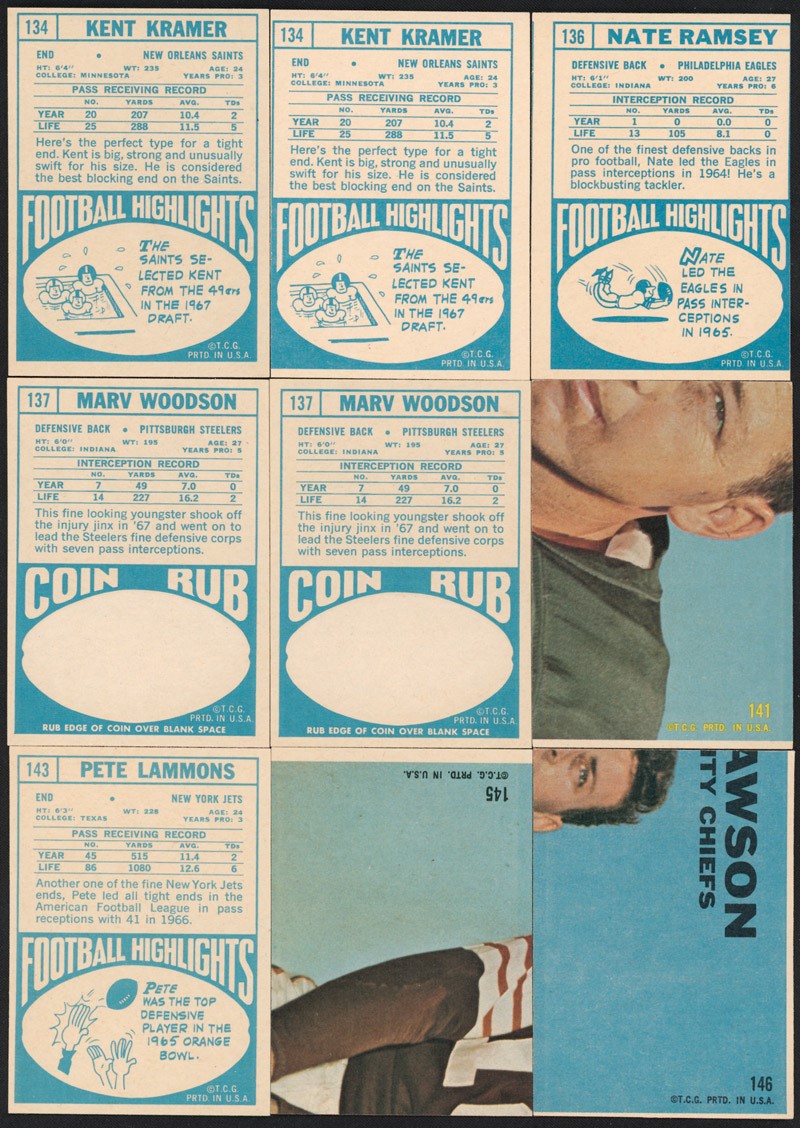 134 KENT KRAMER
END • NEW ORLEANS SAINTS
HT: 6'4" WT: 235 AGE: 24
COLLEGE: MINNESOTA YEARS PRO: 3
PASS RECEIVING RECORD
NO. YARDS AVG. TDs
YEAR 20 207 10.4 2
LIFE 25 288 11.5 5
Here's the perfect type for a tight
end. Kent is big, strong and unusually
swift for his size. He is considered
the best blocking end on the Saints.
FOOTBALL HIGHLIGHTS
THE
SAINTS SE-
LECTED KENT
FROM THE 49ers
IN THE 1967
DRAFT.
©T.C.G.
PRTD. IN U.S.A.
134 KENT KRAMER
END • NEW ORLEANS SAINTS
HT: 6'4" WT: 235 AGE: 24
COLLEGE: MINNESOTA YEARS PRO: 3
PASS RECEIVING RECORD
NO. YARDS AVG. TDs
YEAR 20 207 10.4 2
LIFE 25 288 11.5 5
Here's the perfect type for a tight
end. Kent is big, strong and unusually
swift for his size. He is considered
the best blocking end on the Saints.
FOOTBALL HIGHLIGHTS
THE
SAINTS SE-
LECTED KENT
FROM THE 49ers
IN THE 1967
DRAFT.
©T.C.G.
PRTD. IN U.S.A.
136 NATE RAMSEY
DEFENSIVE BACK • PHILADELPHIA EAGLES
HT: 6'1" WT: 200 AGE: 27
COLLEGE: INDIANA YEARS PRO: 6
INTERCEPTION RECORD
NO. YARDS AVG. TDs
YEAR 1 0 0.0 0
LIFE 13 105 8.1 0
One of the finest defensive backs in
pro football, Nate led the Eagles in
pass interceptions in 1964! He's a
blockbusting tackler.
FOOTBALL HIGHLIGHTS
NATE
LED THE
EAGLES IN
PASS INTER-
CEPTIONS
IN 1965.
©T.C.G.
PRTD. IN U.S.A.
137 MARV WOODSON
DEFENSIVE BACK • PITTSBURGH STEELERS
HT: 6'0" WT: 195 AGE: 27
COLLEGE: INDIANA YEARS PRO: 5
INTERCEPTION RECORD
NO. YARDS AVG. TDs
YEAR 7 49 7.0 0
LIFE 14 227 16.2 2
This fine looking youngster shook off
the injury jinx in '67 and went on to
lead the Steelers fine defensive corps
with seven pass interceptions.
COIN RUB
©T.C.G.
PRTD. IN U.S.A.
RUB EDGE OF COIN OVER BLANK SPACE
137 MARV WOODSON
DEFENSIVE BACK • PITTSBURGH STEELERS
HT: 6'0" WT: 195 AGE: 27
COLLEGE: INDIANA YEARS PRO: 5
INTERCEPTION RECORD
NO. YARDS AVG. TDs
YEAR 7 49 7.0 0
LIFE 14 227 16.2 2
This fine looking youngster shook off
the injury jinx in '67 and went on to
lead the Steelers fine defensive corps
with seven pass interceptions.
COIN RUB
©T.C.G.
PRTD. IN U.S.A.
RUB EDGE OF COIN OVER BLANK SPACE
141
©T.C.G. PRTD. IN U.S.A.
143 PETE LAMMONS
END • NEW YORK JETS
HT: 6'3" WT: 228 AGE: 24
COLLEGE: TEXAS YEARS PRO: 3
PASS RECEIVING RECORD
NO. YARDS AVG. TDs
YEAR 45 515 11.4 2
LIFE 86 1080 12.6 6
Another one of the fine New York Jets
ends, Pete led all tight ends in the
American Football League in pass
receptions with 41 in 1966.
FOOTBALL HIGHLIGHTS
PETE
WAS THE TOP
DEFENSIVE
PLAYER IN THE
1965 ORANGE
BOWL.
©T.C.G.
PRTD. IN U.S.A.
145
©T.C.G. PRTD. IN U.S.A.
AWSON
ITY CHIEFS
146
©T.C.G. PRTD. IN U.S.A.